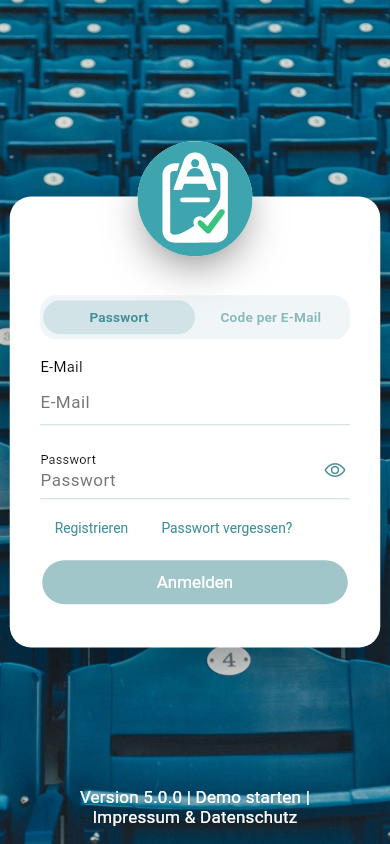 Passwort
Code per E-Mail
E-Mail
E-Mail
Passwort
Passwort
Registrieren
Passwort vergessen?
Anmelden
4
Version 5.0.0 | Demo starten |
Impressum & Datenschutz